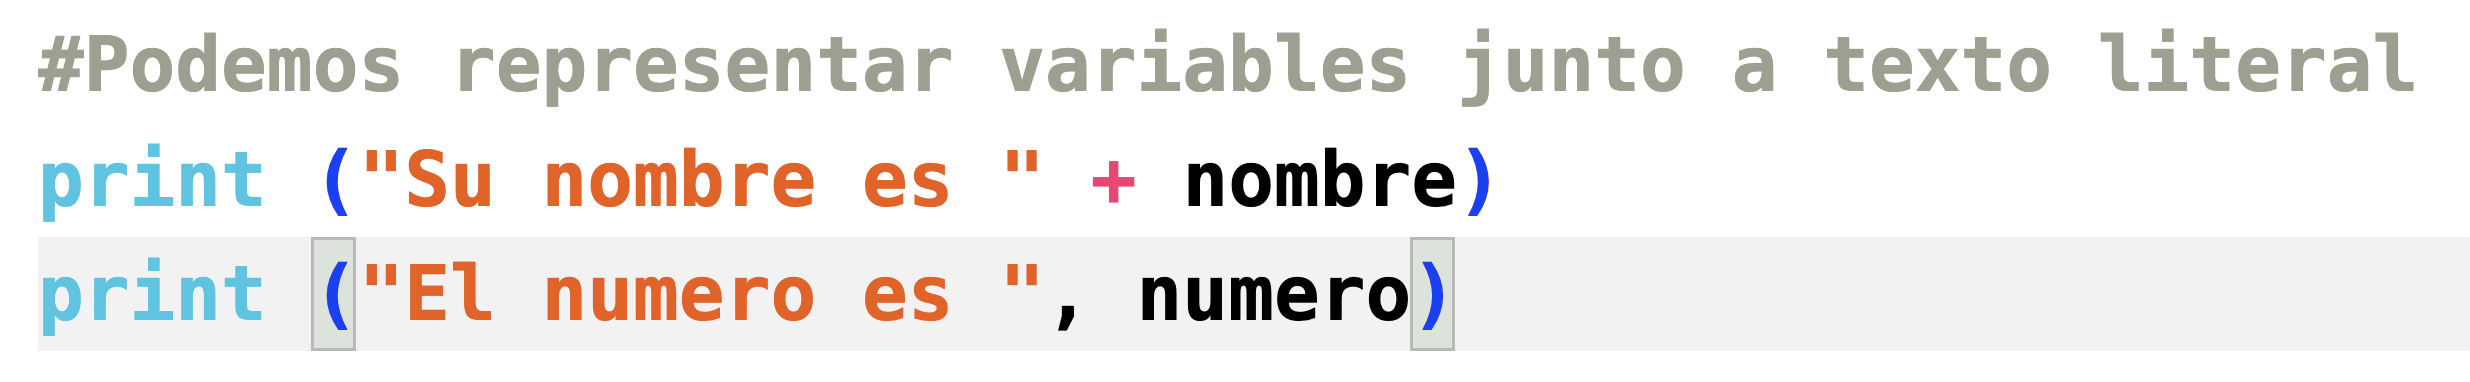 #Podemos representar variables junto a texto literal
print ("Su nombre es " + nombre)
print ("El numero es ", numero)